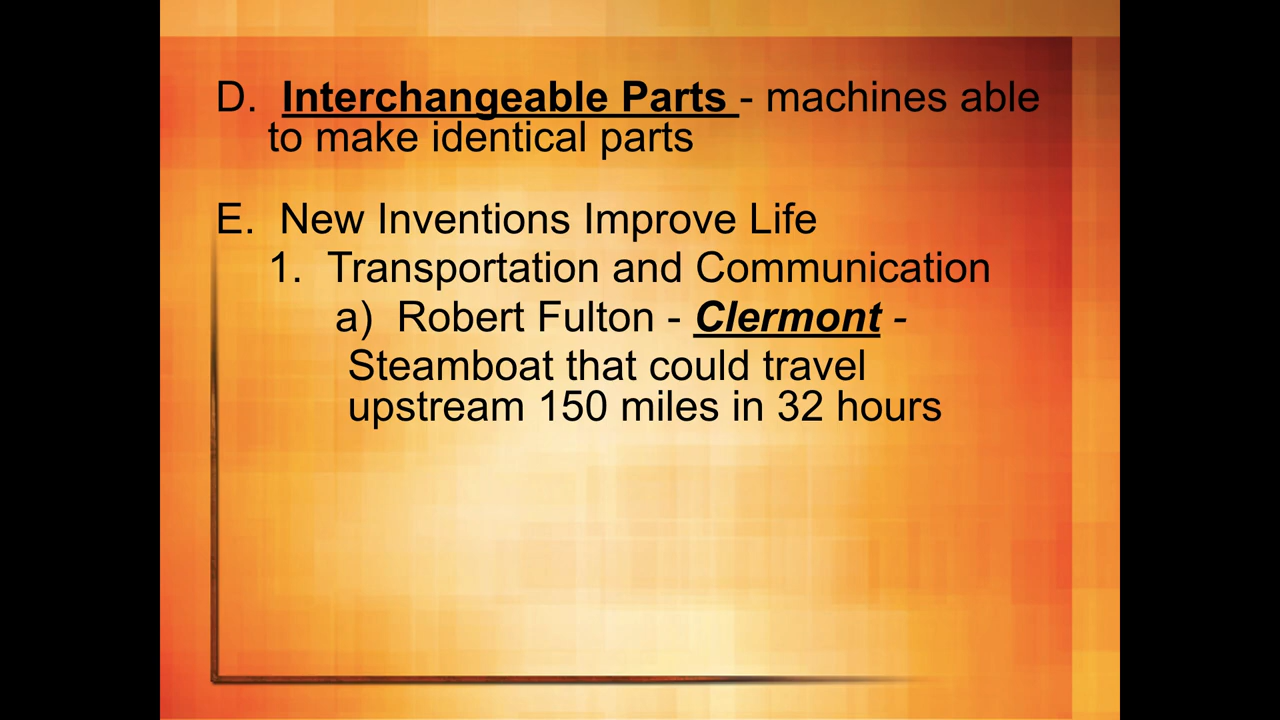 D. Interchangeable Parts - machines able
to make identical parts
E. New Inventions Improve Life
1. Transportation and Communication
a) Robert Fulton - Clermont -
Steamboat that could travel
upstream 150 miles in 32 hours